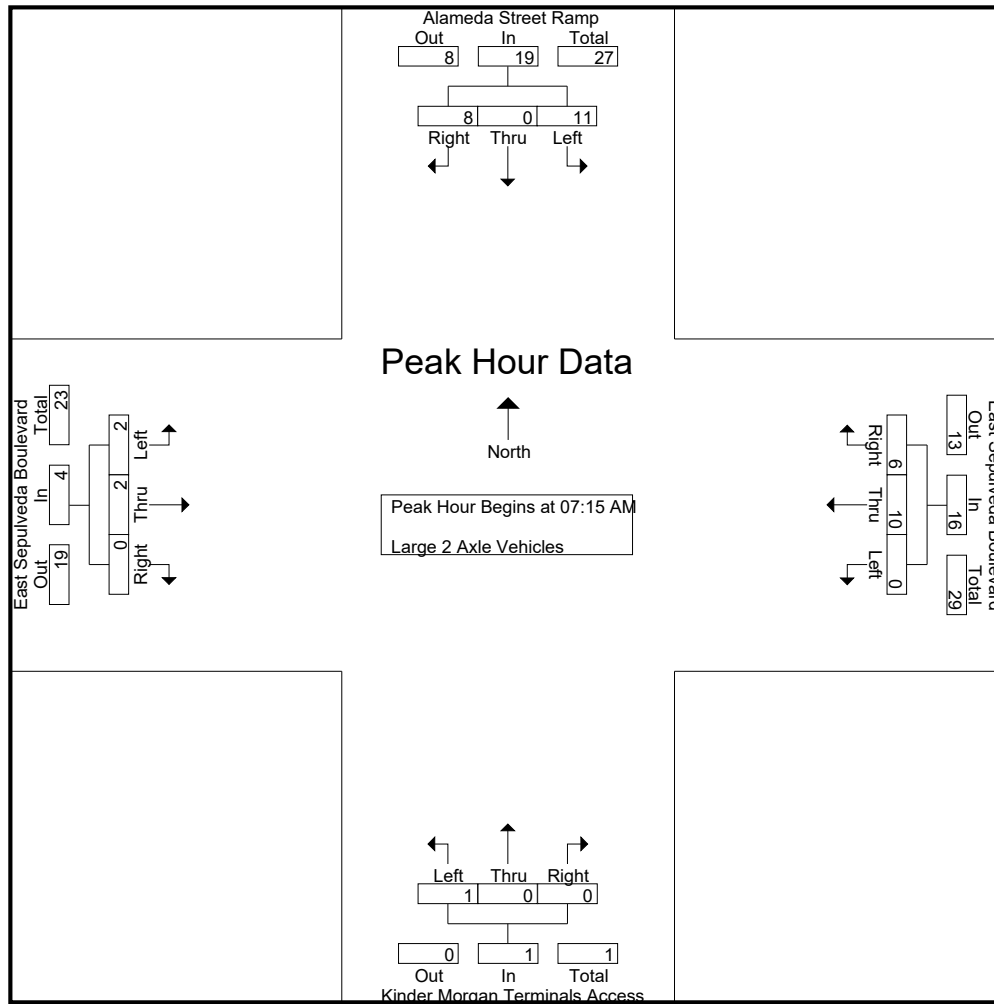 Alameda Street Ramp
Out In Total
8 19 27
8 0 11
Right Thru Left
Peak Hour Data
North
Peak Hour Begins at 07:15 AM
Large 2 Axle Vehicles
East Sepulveda Boulevard
Out In Total
19 4 23
0 2 2
Right Thru Left
East Sepulveda Boulevard
Out In Total
13 16 29
6 10 0
Right Thru Left
Left Thru Right
1 0 0
0 1 1
Out In Total
Kinder Morgan Terminals Access